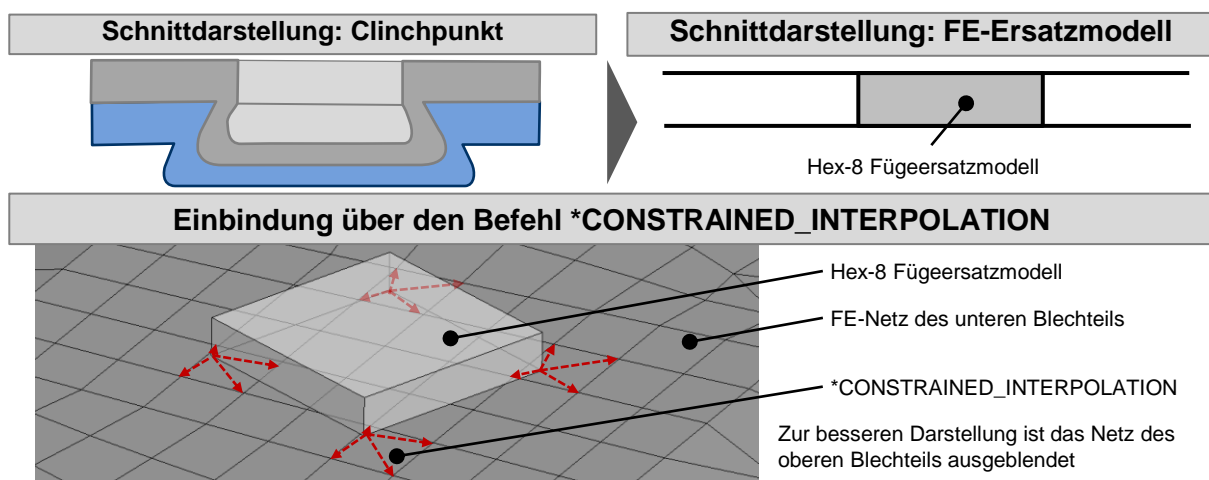 Schnittdarstellung: Clinchpunkt
Schnittdarstellung: FE-Ersatzmodell
Hex-8 Fügeersatzmodell
Einbindung über den Befehl *CONSTRAINED_INTERPOLATION
Hex-8 Fügeersatzmodell
FE-Netz des unteren Blechteils
*CONSTRAINED_INTERPOLATION
Zur besseren Darstellung ist das Netz des
oberen Blechteils ausgeblendet